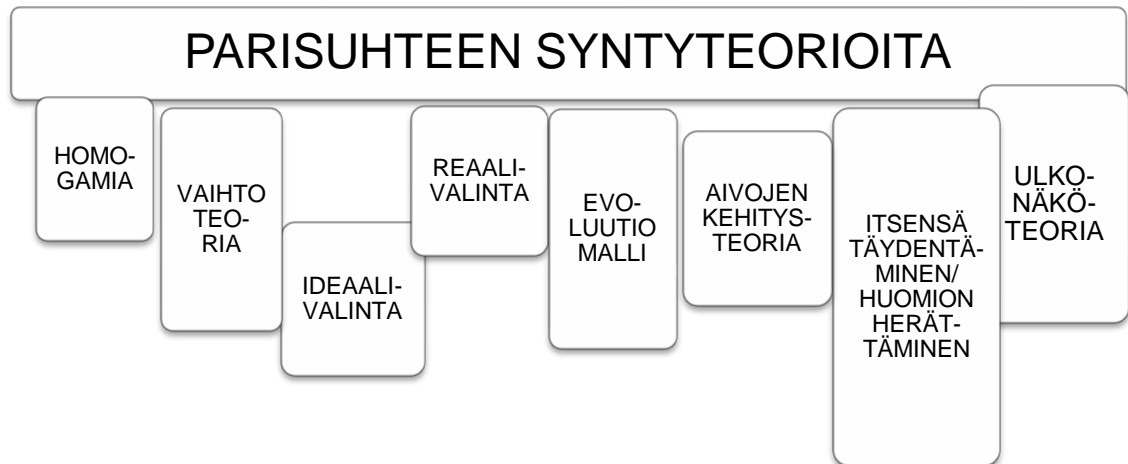 PARISUHTEEN SYNTYTEORIOITA
HOMO-
GAMIA
VAIHTO
TEO-
RIA
IDEAALI-
VALINTA
REAALI-
VALINTA
EVO-
LUUTIO
MALLI
AIVOJEN
KEHITYS-
TEORIA
ITSENSÄ
TÄYDENTÄ-
MINEN/
HUOMION
HERÄT-
TÄMINEN
ULKO-
NÄKÖ-
TEORIA